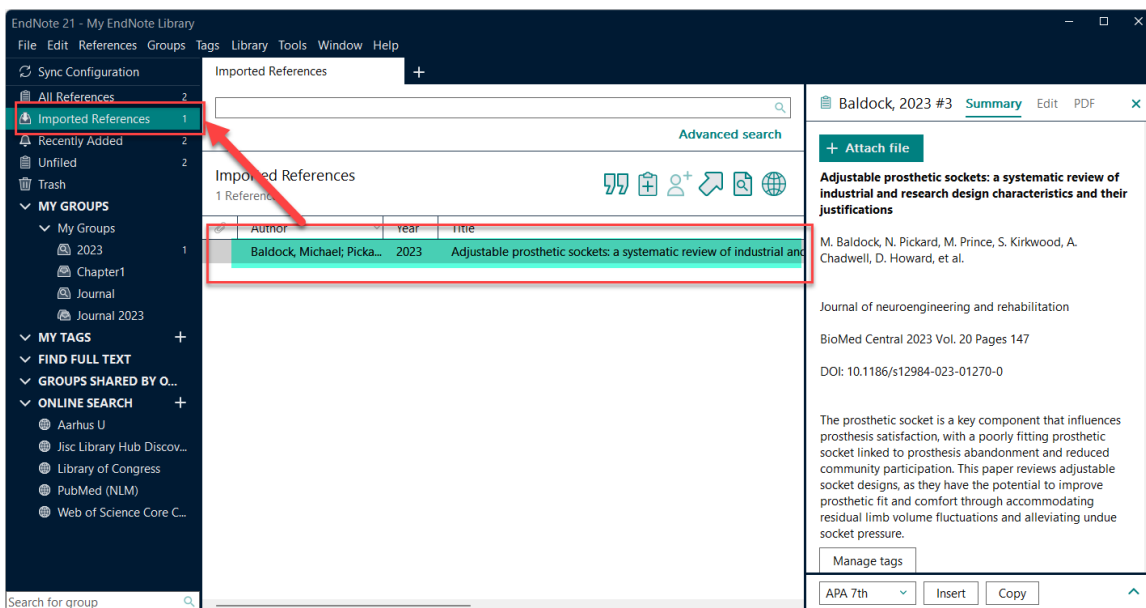 EndNote 21 - My EndNote Library
File Edit References Groups Tags Library Tools Window Help
Sync Configuration
All References 2
Imported References 1
Recently Added 2
Unfiled 2
Trash
MY GROUPS
My Groups
2023 1
Chapter1
Journal
Journal 2023
MY TAGS +
FIND FULL TEXT
GROUPS SHARED BY O...
ONLINE SEARCH +
Aarhus U
Jisc Library Hub Discov...
Library of Congress
PubMed (NLM)
Web of Science Core C...
Search for group
Imported References +
Advanced search
Imported References
1 Reference
Author Year Title
Baldock, Michael; Picka... 2023 Adjustable prosthetic sockets: a systematic review of industrial and
Baldock, 2023 #3 Summary Edit PDF
+ Attach file
Adjustable prosthetic sockets: a systematic review of
industrial and research design characteristics and their
justifications
M. Baldock, N. Pickard, M. Prince, S. Kirkwood, A.
Chadwell, D. Howard, et al.
Journal of neuroengineering and rehabilitation
BioMed Central 2023 Vol. 20 Pages 147
DOI: 10.1186/s12984-023-01270-0
The prosthetic socket is a key component that influences
prosthesis satisfaction, with a poorly fitting prosthetic
socket linked to prosthesis abandonment and reduced
community participation. This paper reviews adjustable
socket designs, as they have the potential to improve
prosthetic fit and comfort through accommodating
residual limb volume fluctuations and alleviating undue
socket pressure.
Manage tags
APA 7th Insert Copy